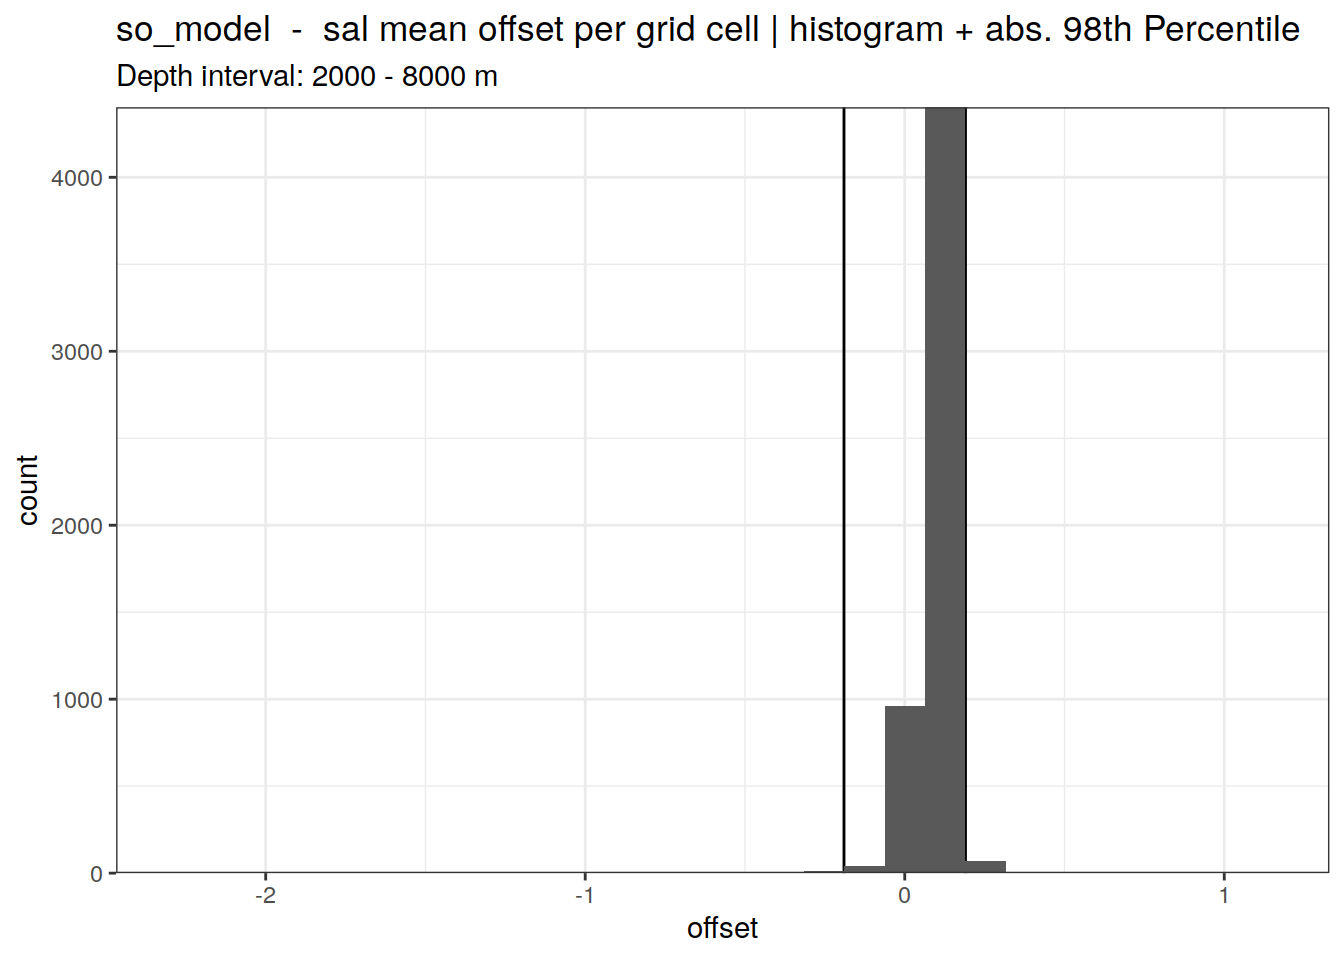 so_model  -  sal mean offset per grid cell | histogram + abs. 98th Percentile
Depth interval: 2000 - 8000 m
4000
3000
2000
1000
0
count
-2
-1
0
1
offset